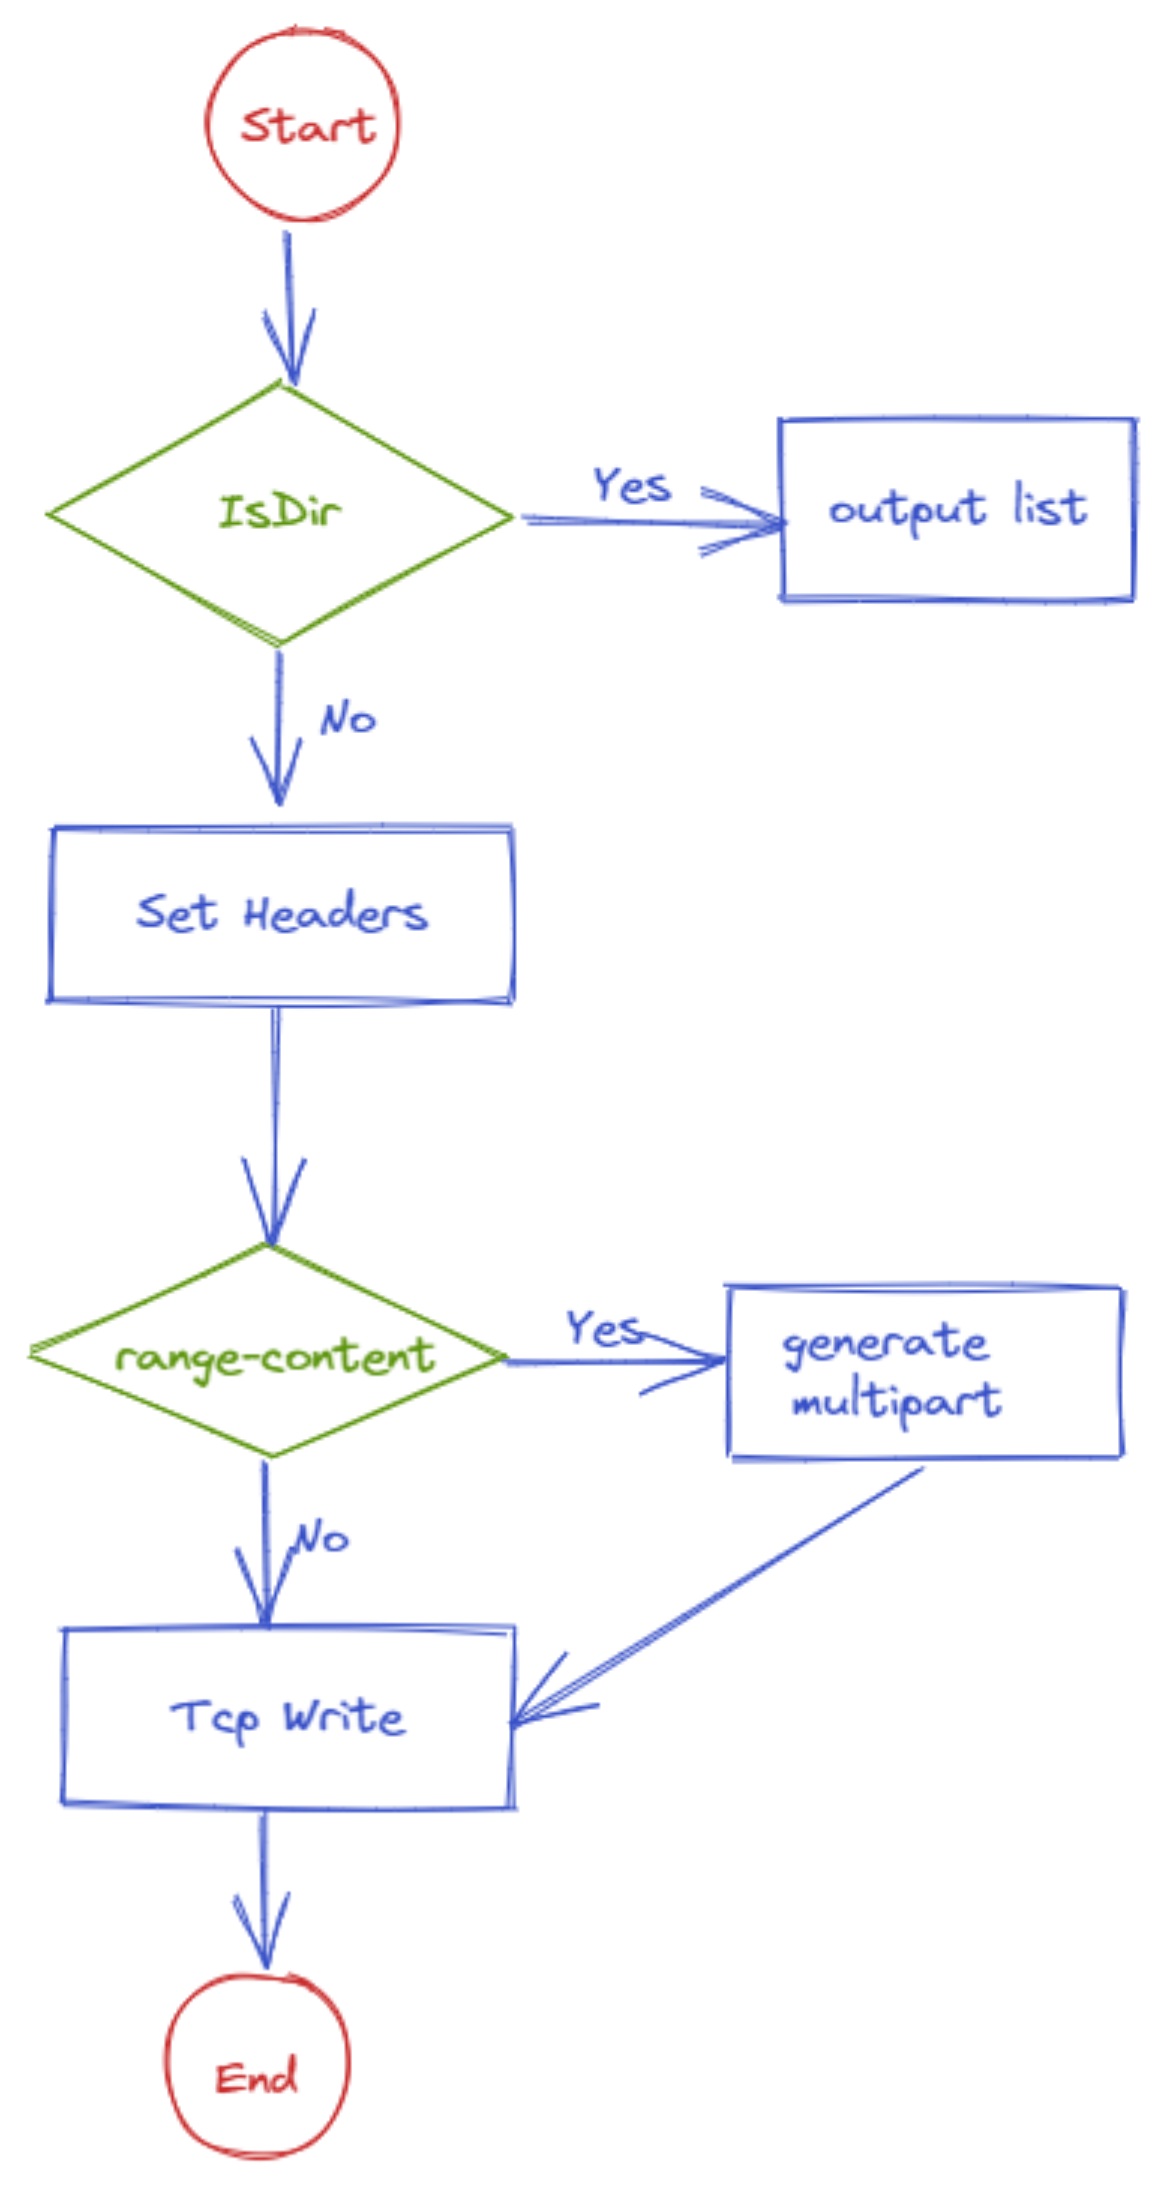 Start
IsDir
Yes
output list
No
Set Headers
range-content
Yes
generate
multipart
No
Tcp Write
End